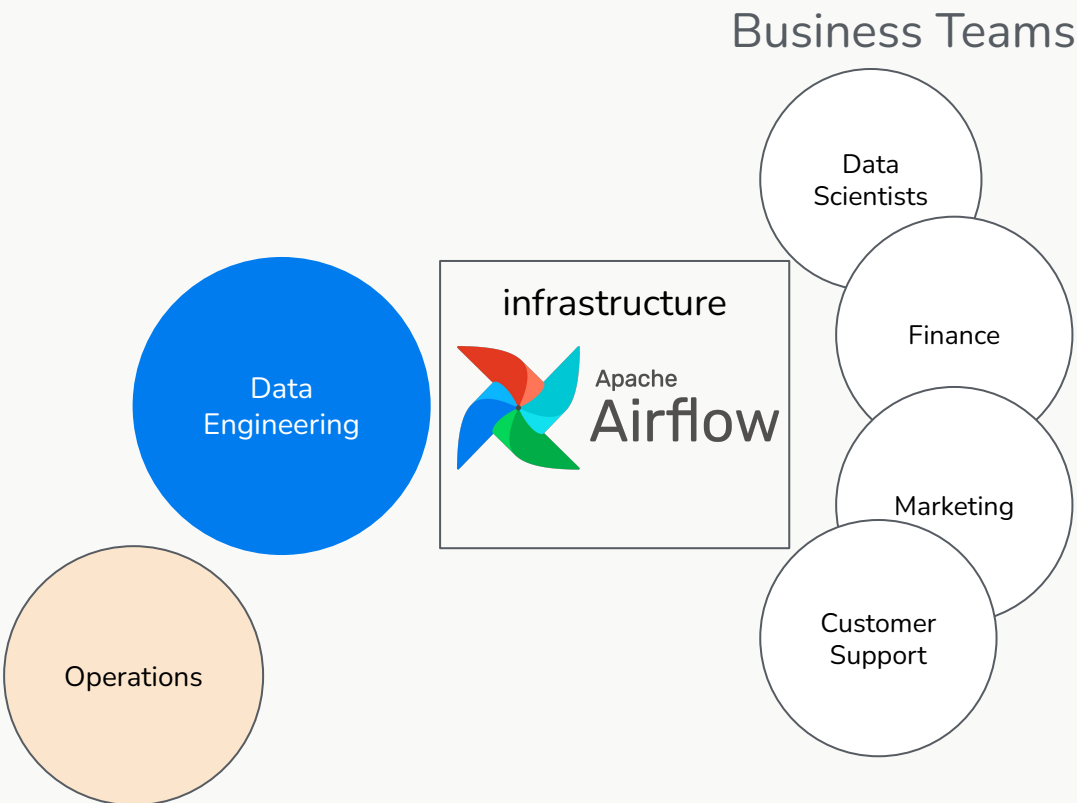 Business Teams
Data
Scientists
infrastructure
Finance
Apache
Airflow
Data
Engineering
Marketing
Customer
Support
Operations